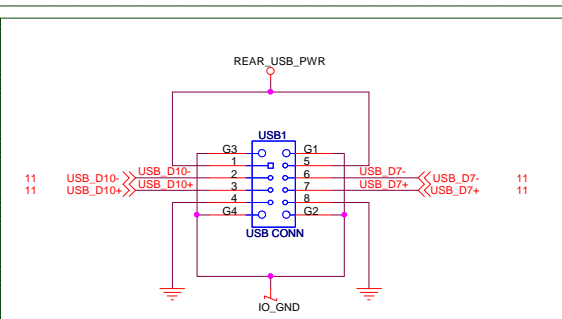 REAR_USB_PWR
USB1
G3 G1
1 5
USB_D10- 2 6 USB_D7-
11 USB_D10- USB_D7- 11
USB_D10+ 3 7 USB_D7+
11 USB_D10+ USB_D7+ 11
4 8
G4 G2
USB CONN
IO_GND